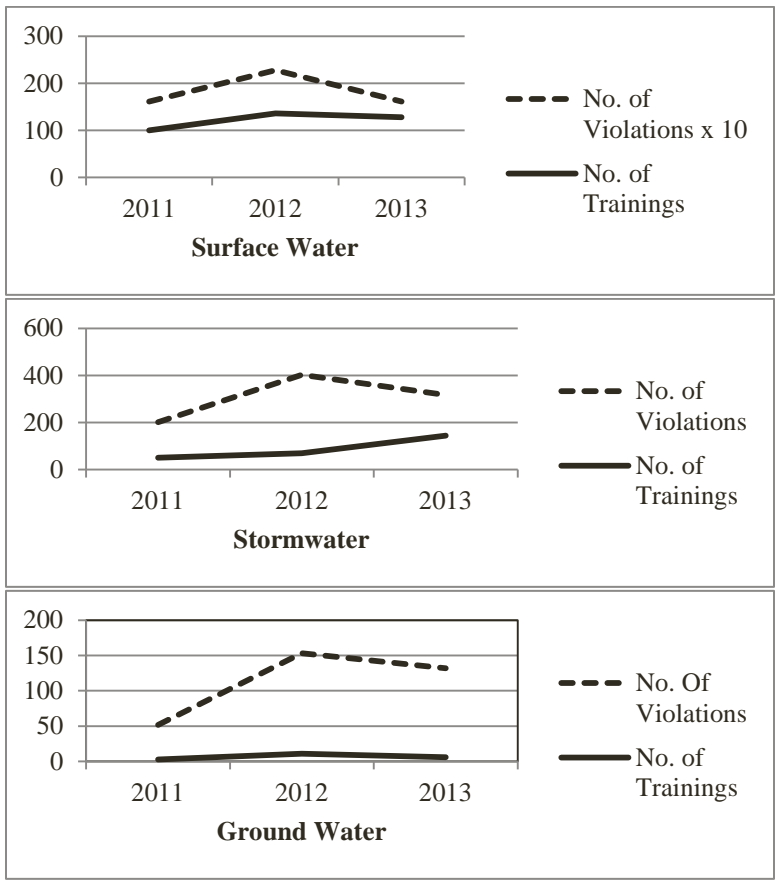 300
200
100
0
2011 2012 2013
Surface Water
No. of
Violations x 10
No. of
Trainings
600
400
200
0
2011 2012 2013
Stormwater
No. of
Violations
No. of
Trainings
200
150
100
50
0
2011 2012 2013
Ground Water
No. Of
Violations
No. of
Trainings